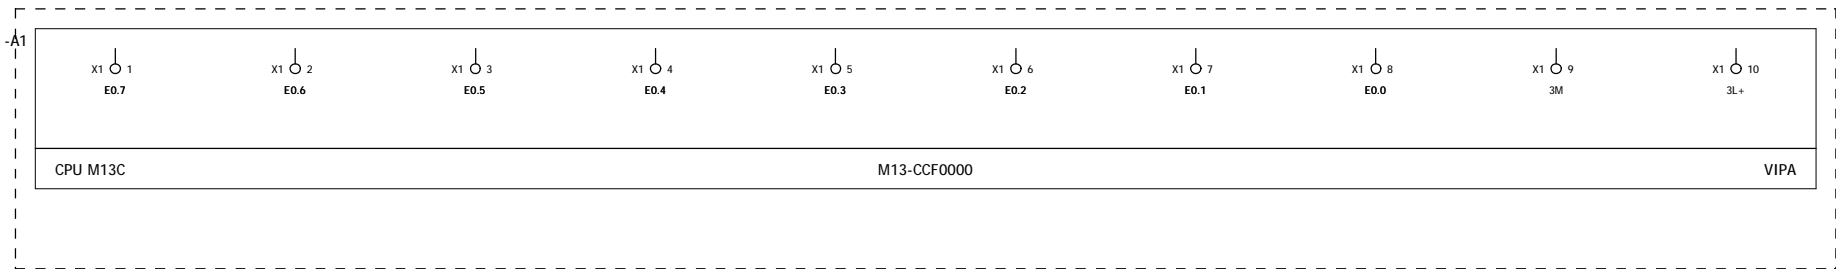 -A1
X1 1 X1 2 X1 3 X1 4 X1 5 X1 6 X1 7 X1 8 X1 9 X1 10
E0.7 E0.6 E0.5 E0.4 E0.3 E0.2 E0.1 E0.0 3M 3L+
CPU M13C M13-CCF0000 VIPA